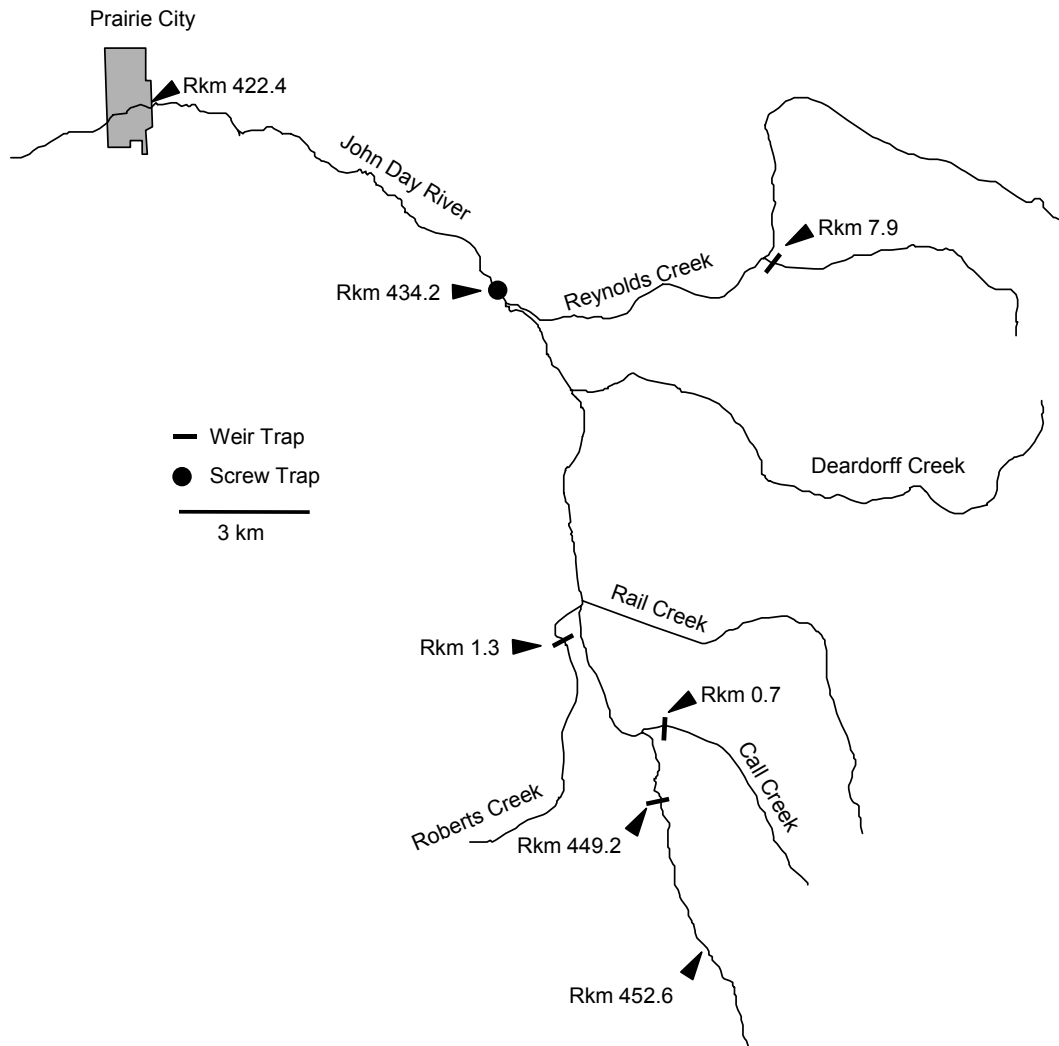 Prairie City
Rkm 422.4
John Day River
Rkm 7.9
Reynolds Creek
Rkm 434.2
Weir Trap
Deardorff Creek
Screw Trap
3 km
Rail Creek
Rkm 1.3
Rkm 0.7
Call Creek
Roberts Creek
Rkm 449.2
Rkm 452.6